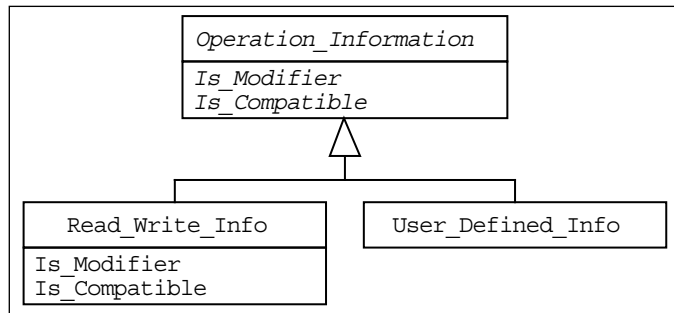 Operation_Information
Is_Modifier
Is_Compatible
Read_Write_Info
User_Defined_Info
Is_Modifier
Is_Compatible